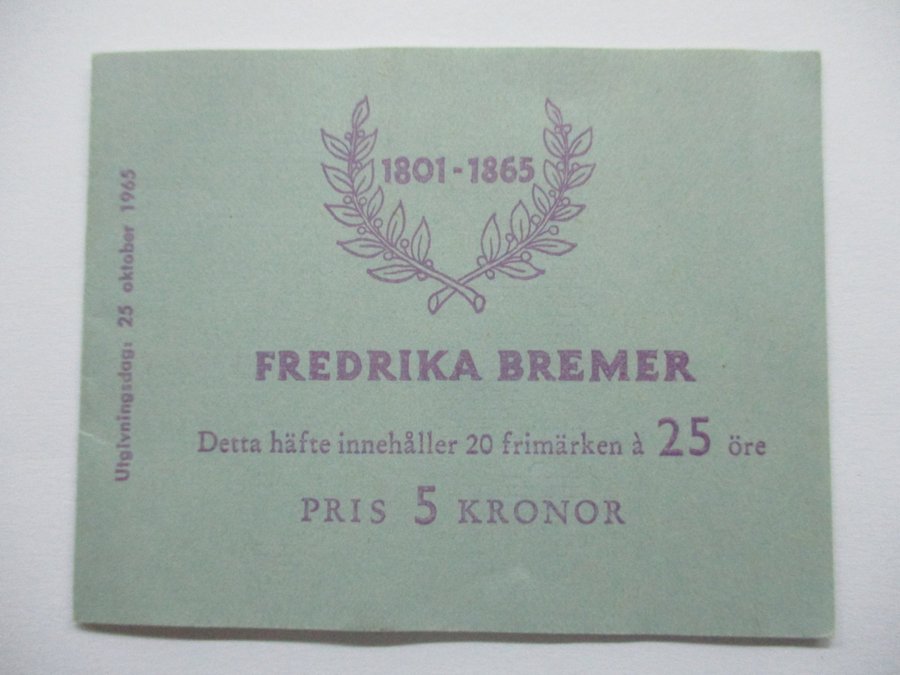 1801-1865
FREDRIKA BREMER
Detta häfte innehåller 20 frimärken à 25 öre
PRIS 5 KRONOR
Utgivningsdag: 25 oktober 1965